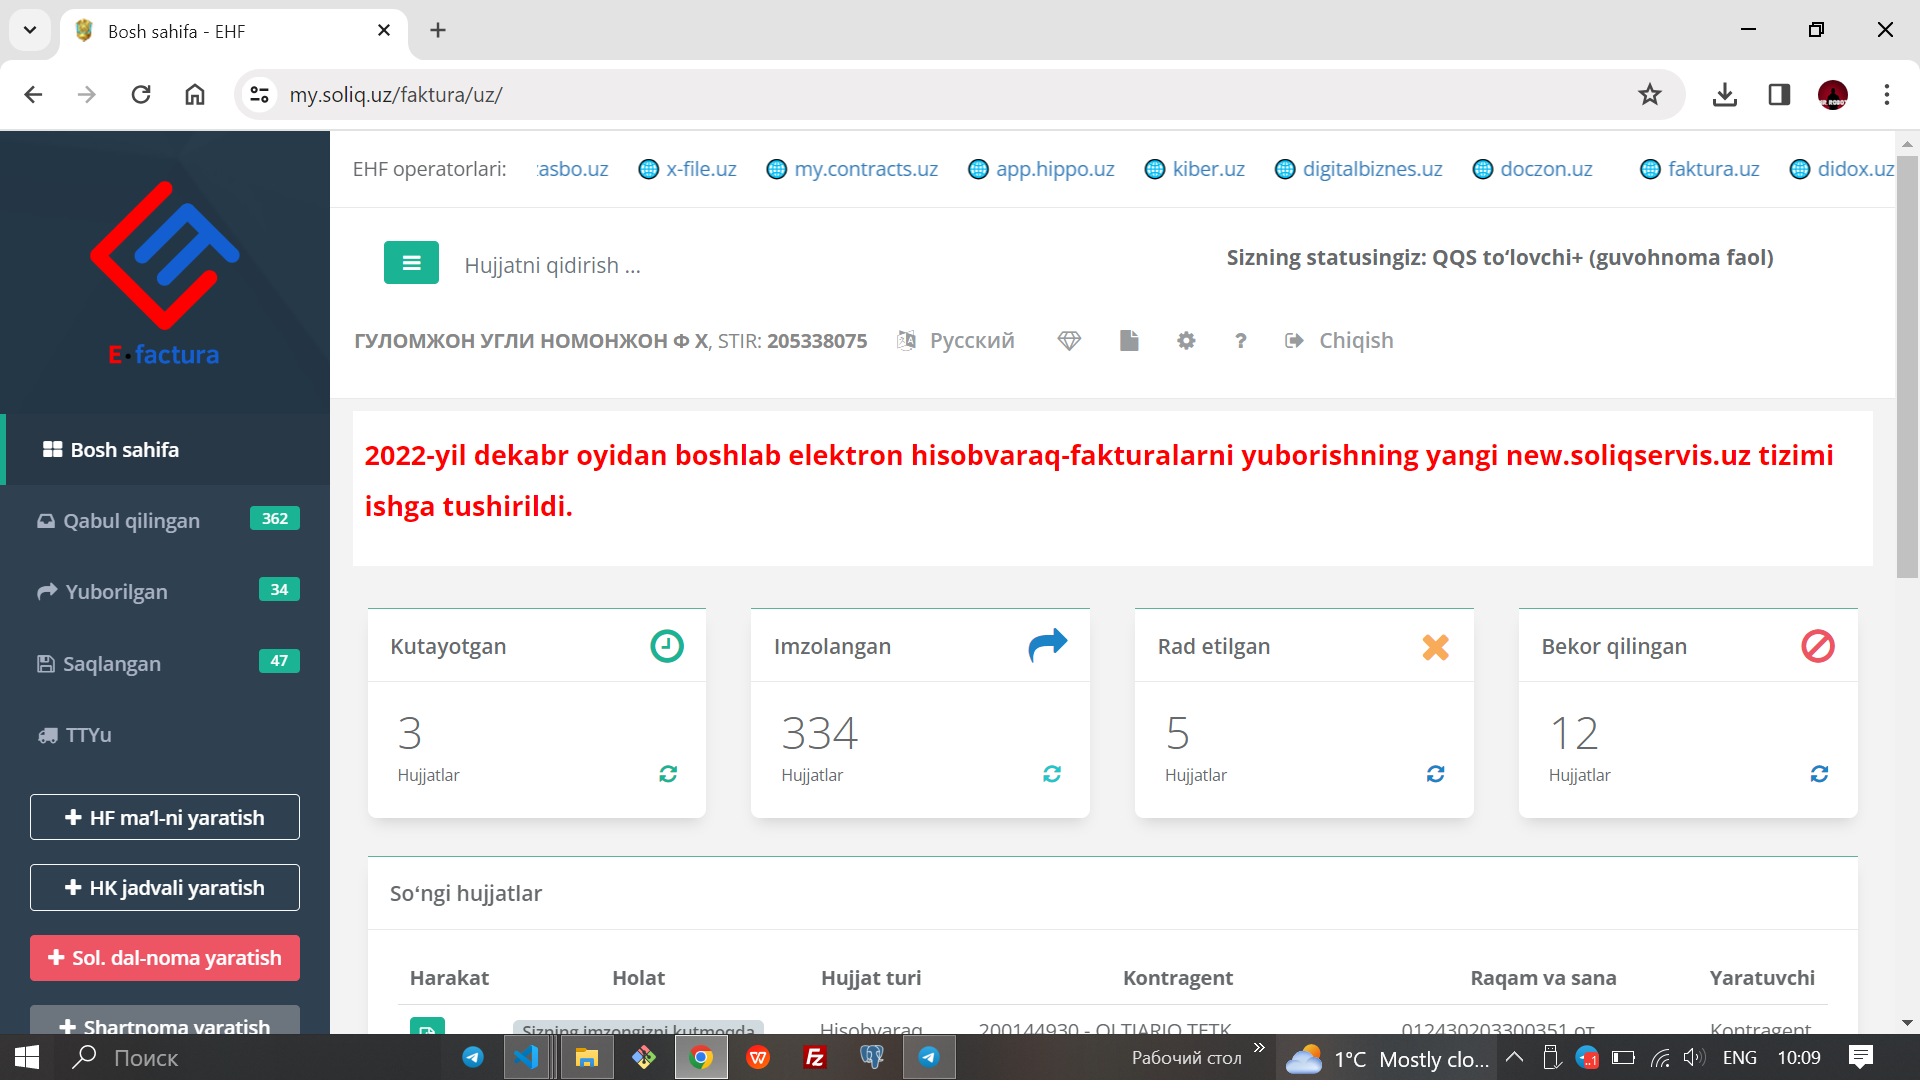 Bosh sahifa - EHF
my.soliq.uz/faktura/uz/
EHF operatorlari: :asbo.uz x-file.uz my.contracts.uz app.hippo.uz kiber.uz digitalbiznes.uz doczon.uz faktura.uz didox.uz
E·factura
Hujjatni qidirish ...
Sizning statusingiz: QQS to‘lovchi+ (guvohnoma faol)
ГУЛОМЖОН УГЛИ НОМОНЖОН Ф Х, STIR: 205338075 Русский ? Chiqish
2022-yil dekabr oyidan boshlab elektron hisobvaraq-fakturalarni yuborishning yangi new.soliqservis.uz tizimi
ishga tushirildi.
Bosh sahifa
Qabul qilingan 362
Yuborilgan 34
Saqlangan 47
TTYu
+ HF ma’l-ni yaratish
+ HK jadvali yaratish
+ Sol. dal-noma yaratish
+ Shartnoma yaratish
Kutayotgan
3
Hujjatlar
Imzolangan
334
Hujjatlar
Rad etilgan
5
Hujjatlar
Bekor qilingan
12
Hujjatlar
So‘ngi hujjatlar
Harakat Holat Hujjat turi Kontragent Raqam va sana Yaratuvchi
Sizning imzongizni kutmoqda Hisobvaraq 200144930 - OLTIARIQ TETK 012430203300351 от Kontragent
Поиск
Рабочий стол
1°C Mostly clo...
ENG 10:09